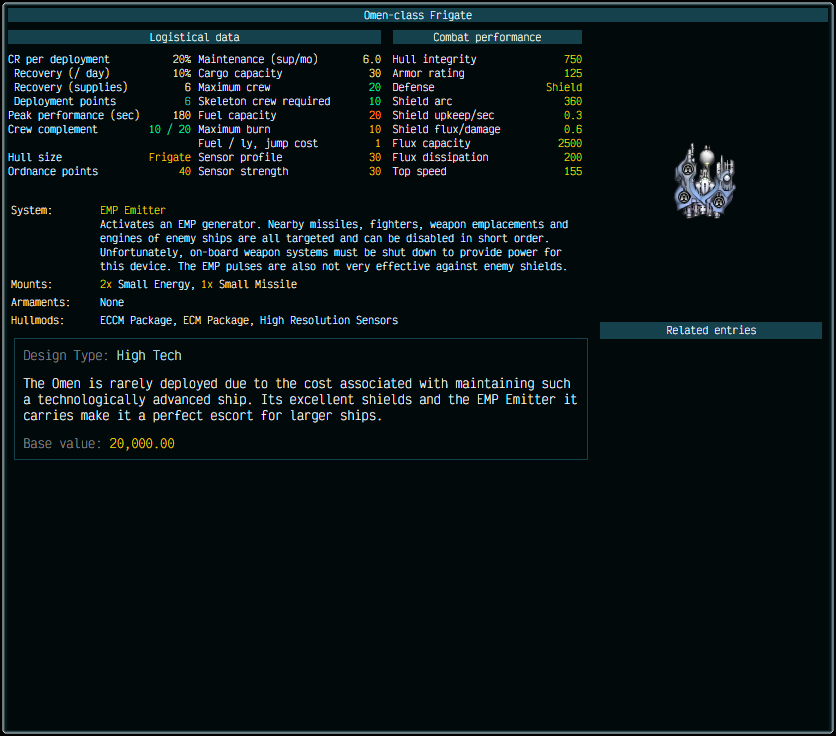 Omen-class Frigate
Logistical data
CR per deployment 20% Maintenance (sup/mo) 6.0
Recovery (/ day) 10% Cargo capacity 30
Recovery (supplies) 6 Maximum crew 20
Deployment points 6 Skeleton crew required 10
Peak performance (sec) 180 Fuel capacity 20
Crew complement 10 / 20 Maximum burn 10
Fuel / ly, jump cost 1
Hull size Frigate Sensor profile 30
Ordnance points 40 Sensor strength 30
Combat performance
Hull integrity 750
Armor rating 125
Defense Shield
Shield arc 360
Shield upkeep/sec 0.3
Shield flux/damage 0.6
Flux capacity 2500
Flux dissipation 200
Top speed 155
System: EMP Emitter
Activates an EMP generator. Nearby missiles, fighters, weapon emplacements and
engines of enemy ships are all targeted and can be disabled in short order.
Unfortunately, on-board weapon systems must be shut down to provide power for
this device. The EMP pulses are also not very effective against enemy shields.
Mounts: 2x Small Energy, 1x Small Missile
Armaments: None
Hullmods: ECCM Package, ECM Package, High Resolution Sensors
Related entries
Design Type: High Tech
The Omen is rarely deployed due to the cost associated with maintaining such
a technologically advanced ship. Its excellent shields and the EMP Emitter it
carries make it a perfect escort for larger ships.
Base value: 20,000.00